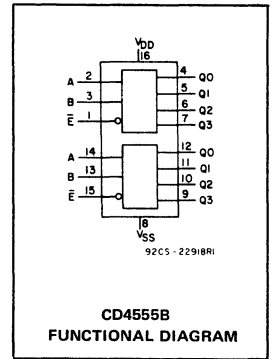 VDD
16
A 2
B 3
E̅ 1
4 Q0
5 Q1
6 Q2
7 Q3
A 14
B 13
E̅ 15
12 Q0
11 Q1
10 Q2
9 Q3
8
VSS
92CS-22918R1
CD4555B
FUNCTIONAL DIAGRAM